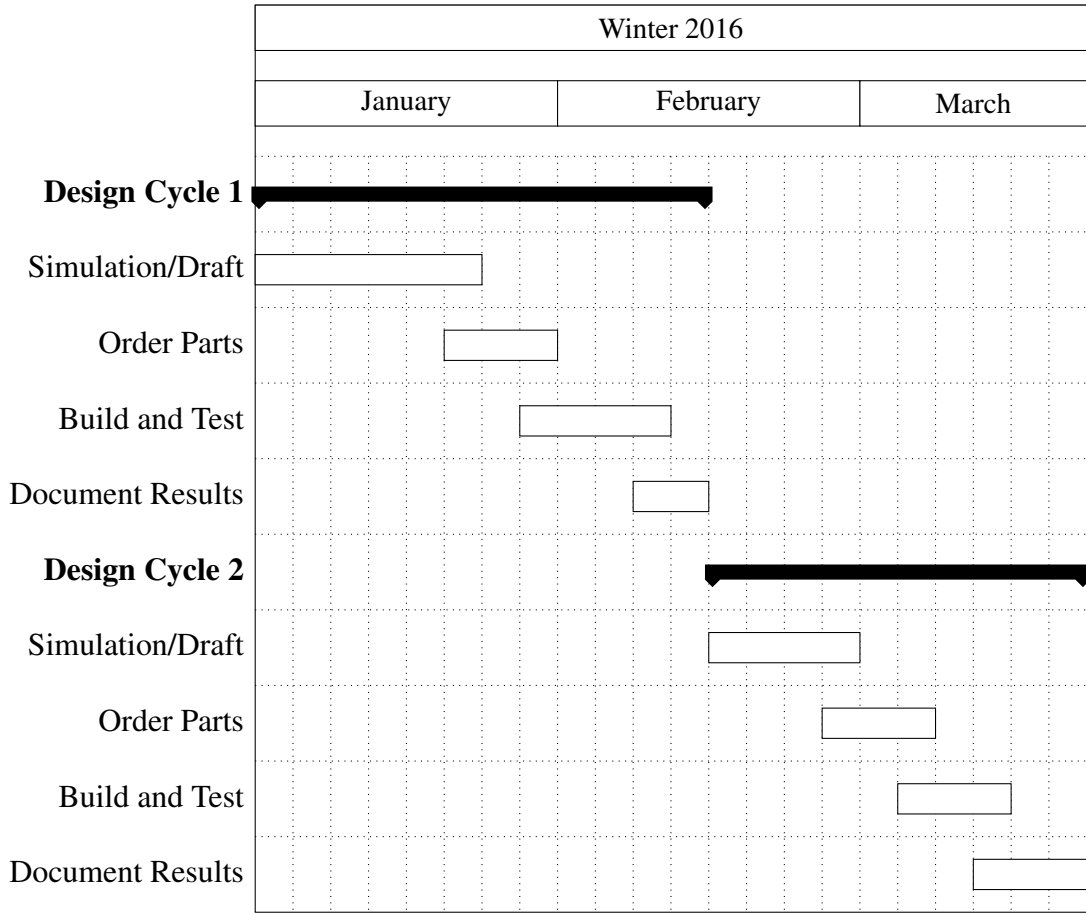 Winter 2016
January February March
Design Cycle 1
Simulation/Draft
Order Parts
Build and Test
Document Results
Design Cycle 2
Simulation/Draft
Order Parts
Build and Test
Document Results